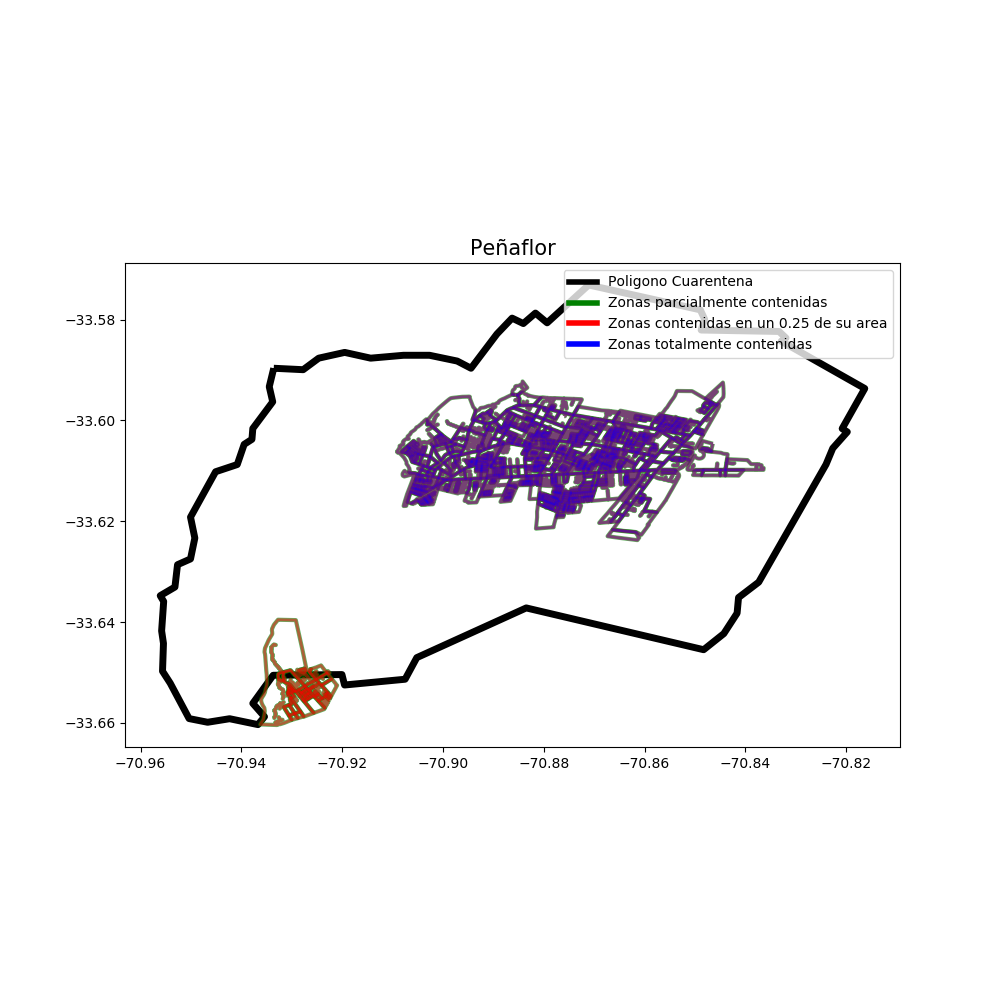 Peñaflor
Poligono Cuarentena
Zonas parcialmente contenidas
Zonas contenidas en un 0.25 de su area
Zonas totalmente contenidas
−33.58
−33.60
−33.62
−33.64
−33.66
−70.96 −70.94 −70.92 −70.90 −70.88 −70.86 −70.84 −70.82